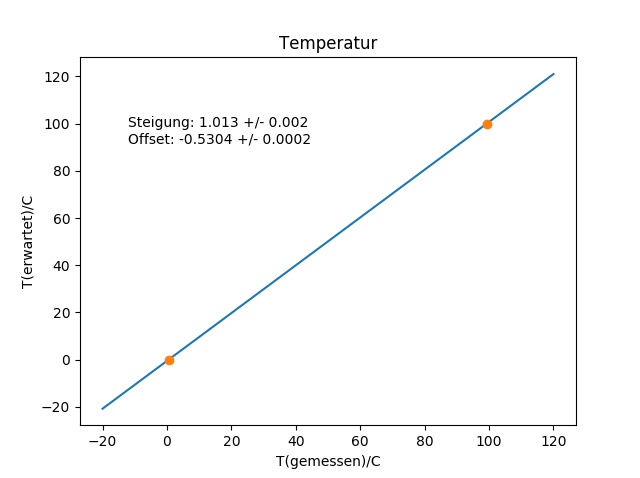 Temperatur
120
100
80
60
40
20
0
−20
T(erwartet)/C
Steigung: 1.013 +/- 0.002
Offset: -0.5304 +/- 0.0002
−20 0 20 40 60 80 100 120
T(gemessen)/C